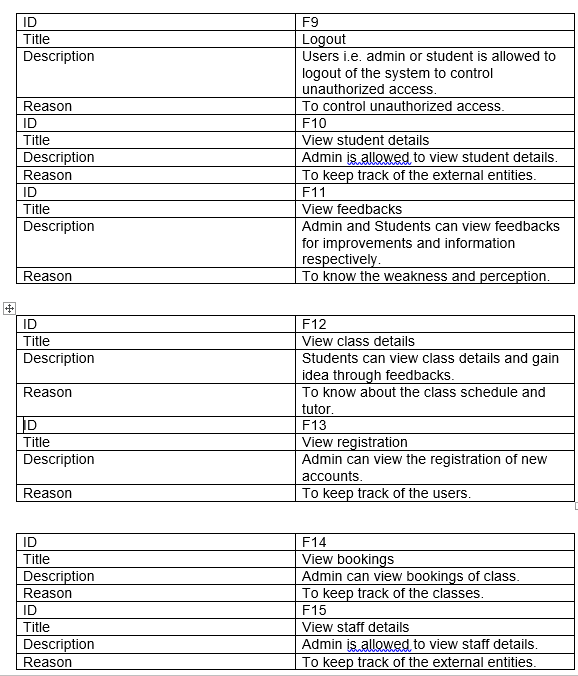 ID F9
Title Logout
Description Users i.e. admin or student is allowed to
logout of the system to control
unauthorized access.
Reason To control unauthorized access.
ID F10
Title View student details
Description Admin is allowed to view student details.
Reason To keep track of the external entities.
ID F11
Title View feedbacks
Description Admin and Students can view feedbacks
for improvements and information
respectively.
Reason To know the weakness and perception.
ID F12
Title View class details
Description Students can view class details and gain
idea through feedbacks.
Reason To know about the class schedule and
tutor.
ID F13
Title View registration
Description Admin can view the registration of new
accounts.
Reason To keep track of the users.
ID F14
Title View bookings
Description Admin can view bookings of class.
Reason To keep track of the classes.
ID F15
Title View staff details
Description Admin is allowed to view staff details.
Reason To keep track of the external entities.